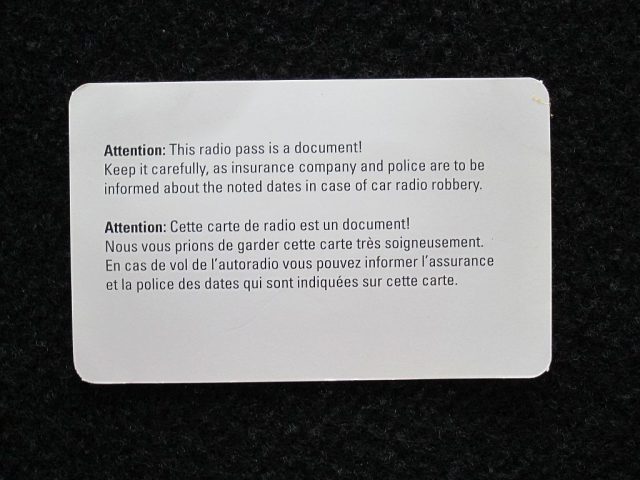 Attention: This radio pass is a document!
Keep it carefully, as insurance company and police are to be
informed about the noted dates in case of car radio robbery.
Attention: Cette carte de radio est un document!
Nous vous prions de garder cette carte très soigneusement.
En cas de vol de l'autoradio vous pouvez informer l'assurance
et la police des dates qui sont indiquées sur cette carte.